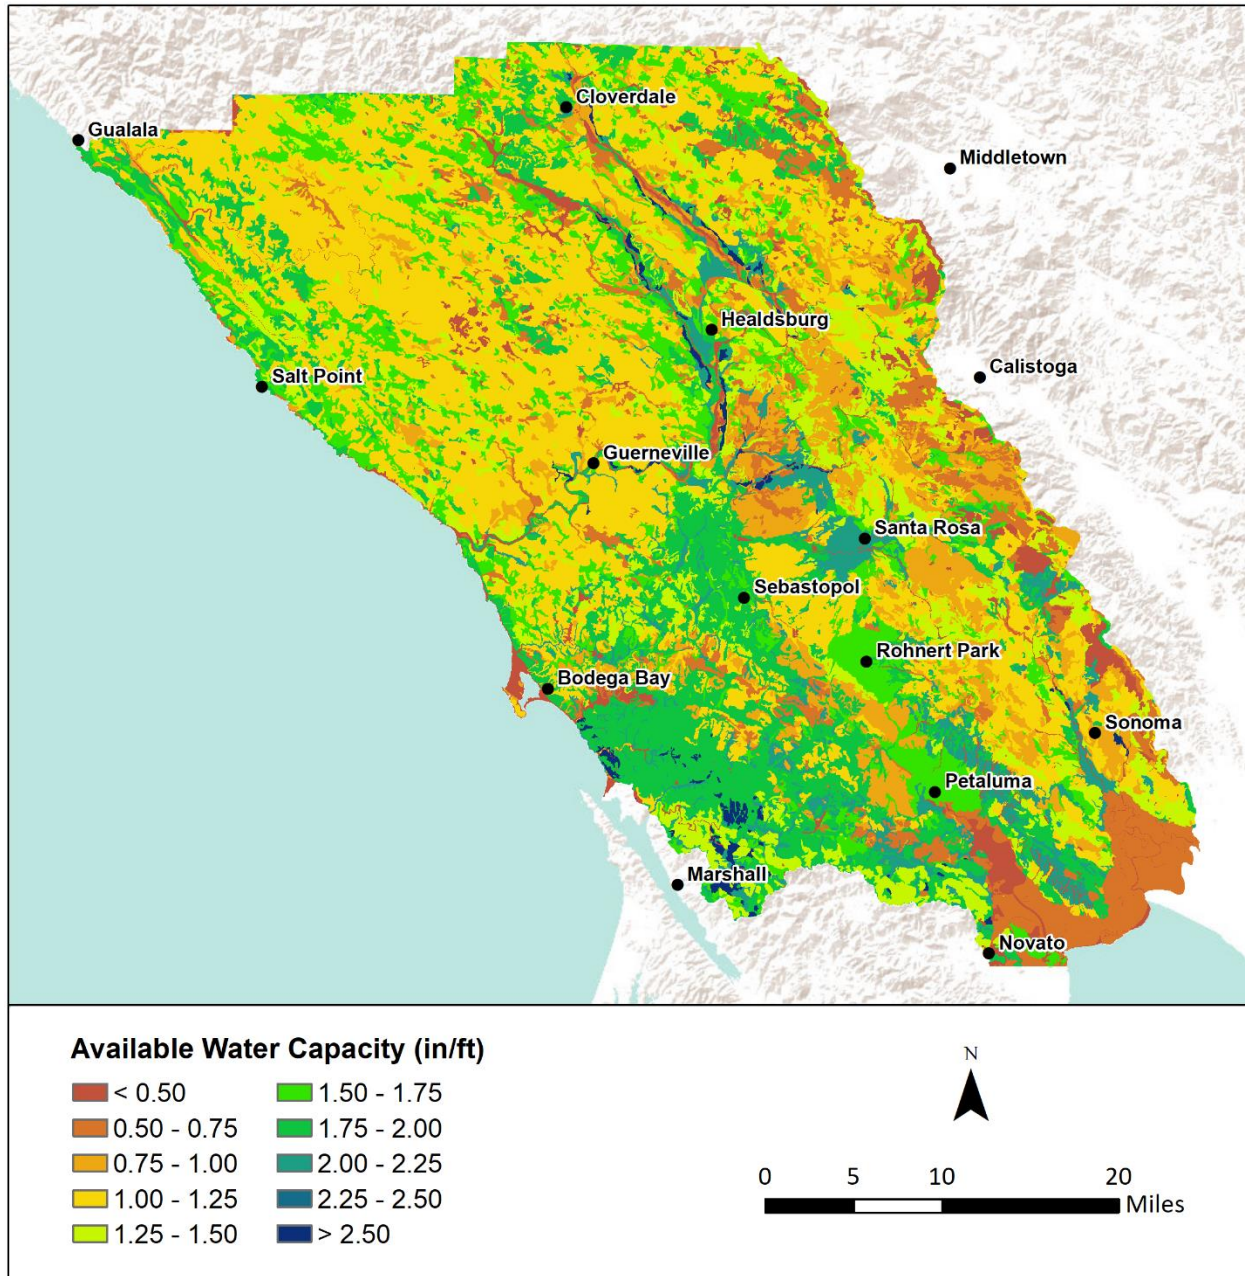 Cloverdale
Gualala
Middletown
Healdsburg
Calistoga
Salt Point
Guerneville
Santa Rosa
Sebastopol
Rohnert Park
Bodega Bay
Sonoma
Petaluma
Marshall
Novato
Available Water Capacity (in/ft)
< 0.50
0.50 - 0.75
0.75 - 1.00
1.00 - 1.25
1.25 - 1.50
1.50 - 1.75
1.75 - 2.00
2.00 - 2.25
2.25 - 2.50
> 2.50
N
0 5 10 20
Miles